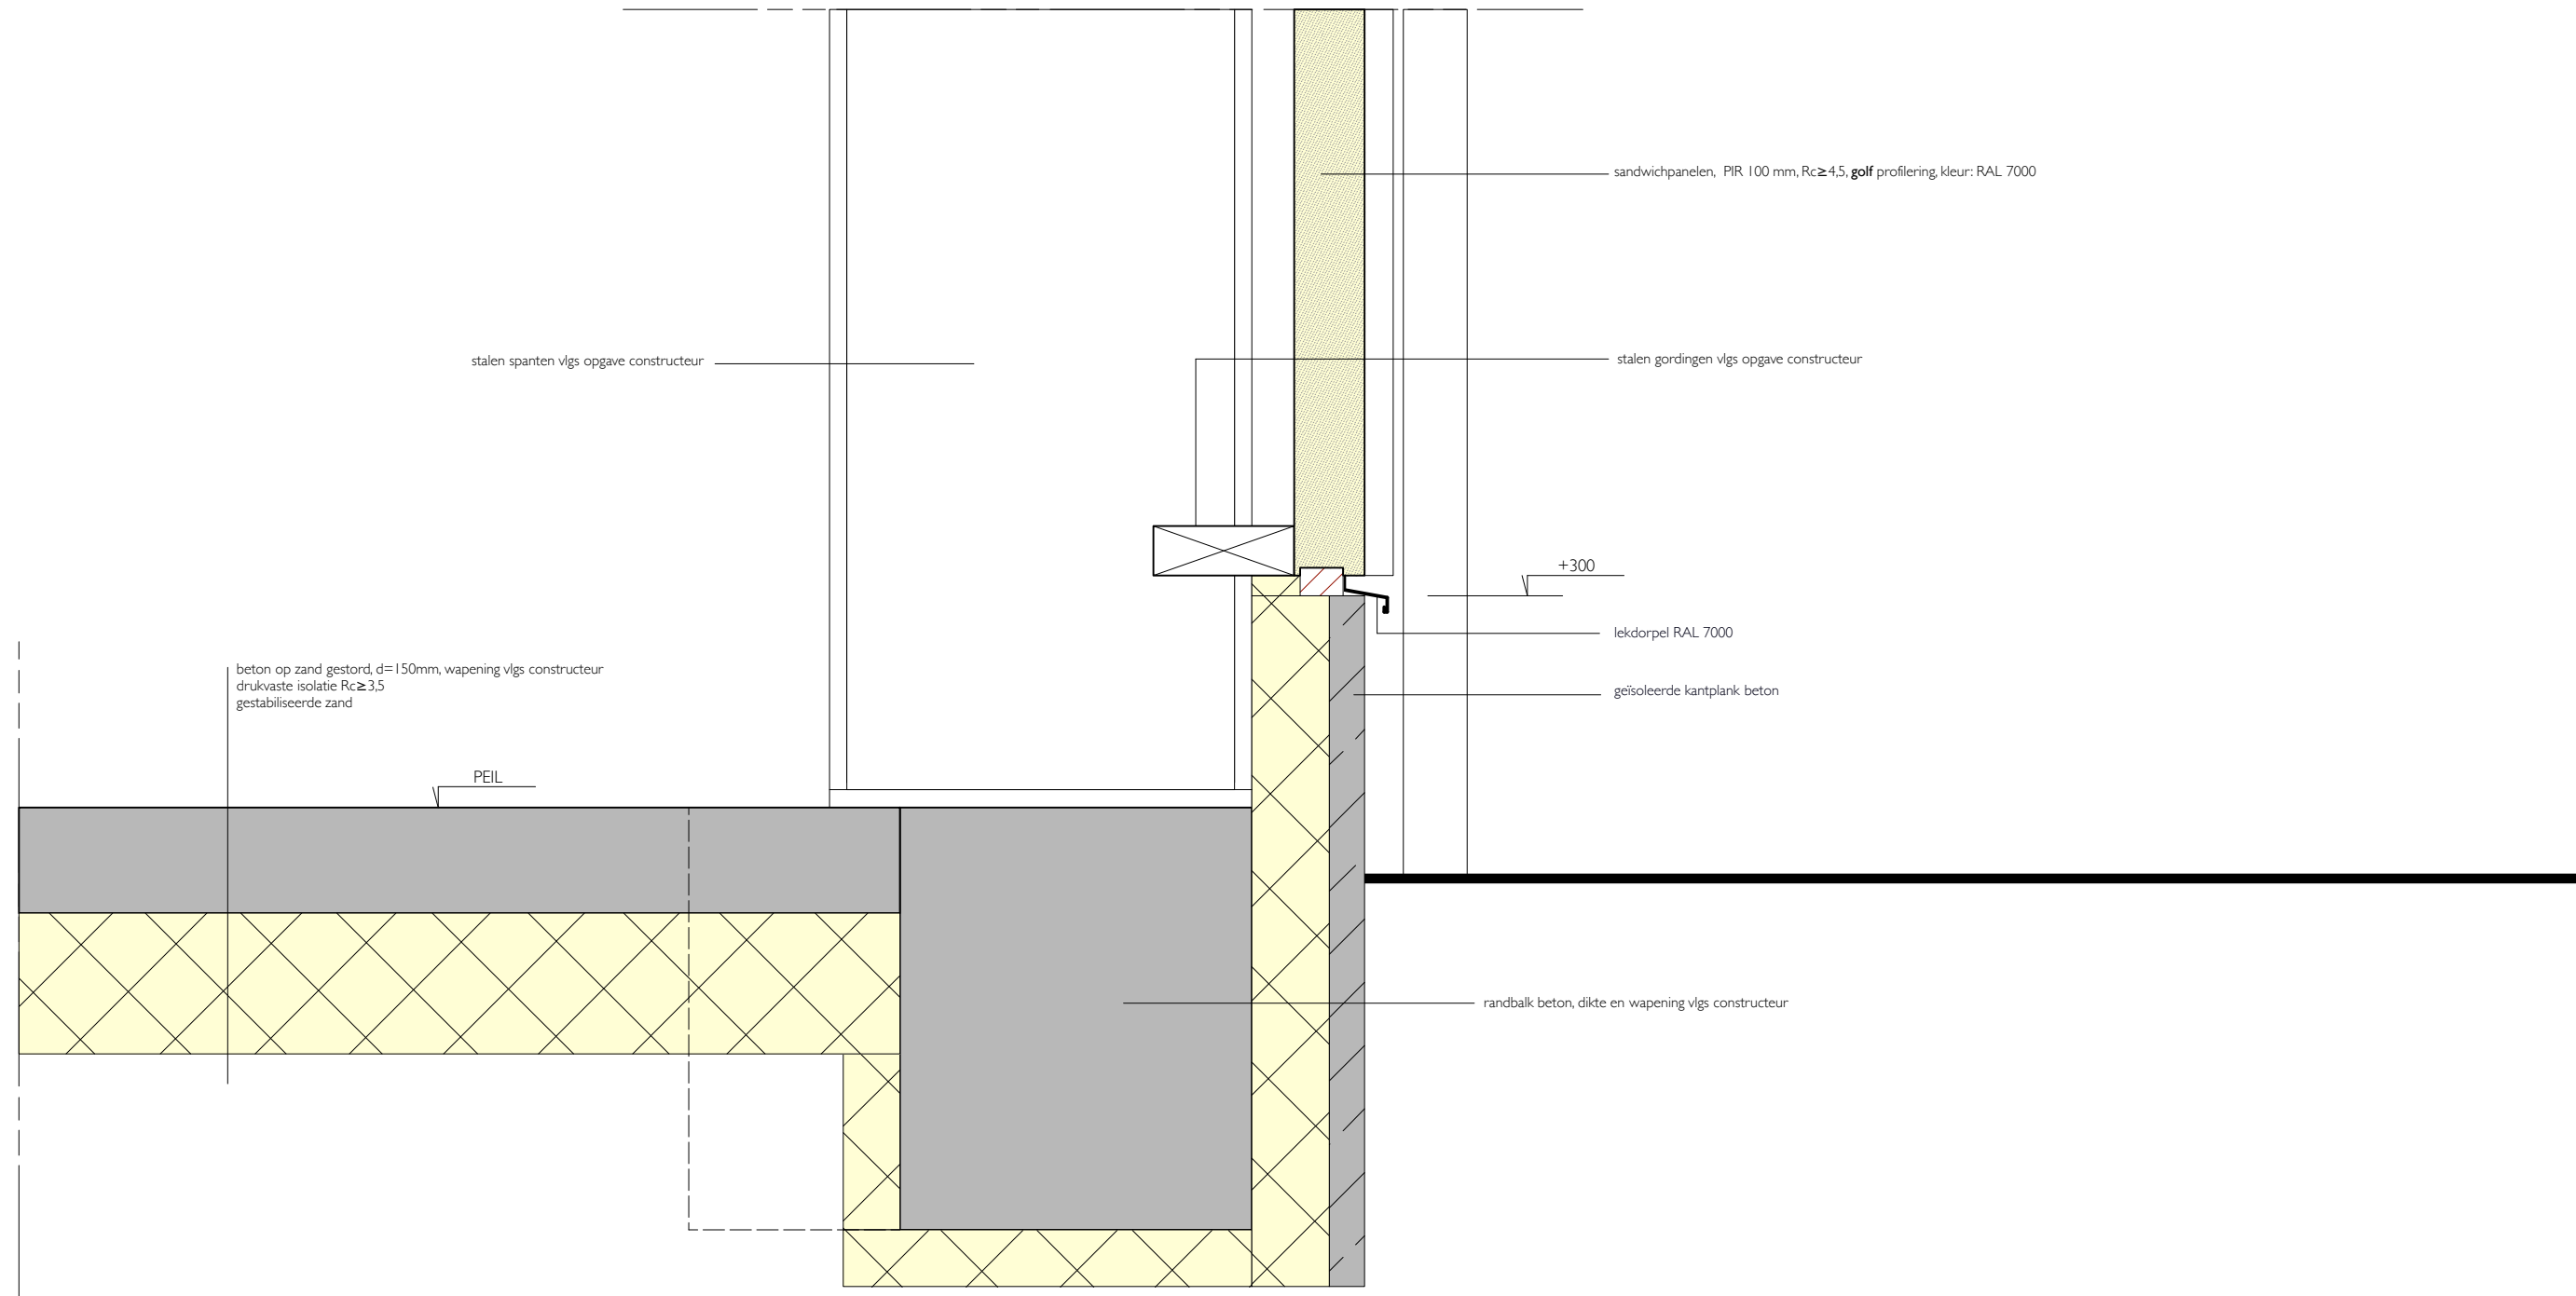 sandwichpanelen, PIR 100 mm, Rc≥4,5, golf profilering, kleur: RAL 7000
stalen spanten vlgs opgave constructeur
stalen gordingen vlgs opgave constructeur
+300
lekdorpel RAL 7000
beton op zand gestord, d=150mm, wapening vlgs constructeur
drukvaste isolatie Rc≥3,5
gestabiliseerde zand
geïsoleerde kantplank beton
PEIL
randbalk beton, dikte en wapening vlgs constructeur